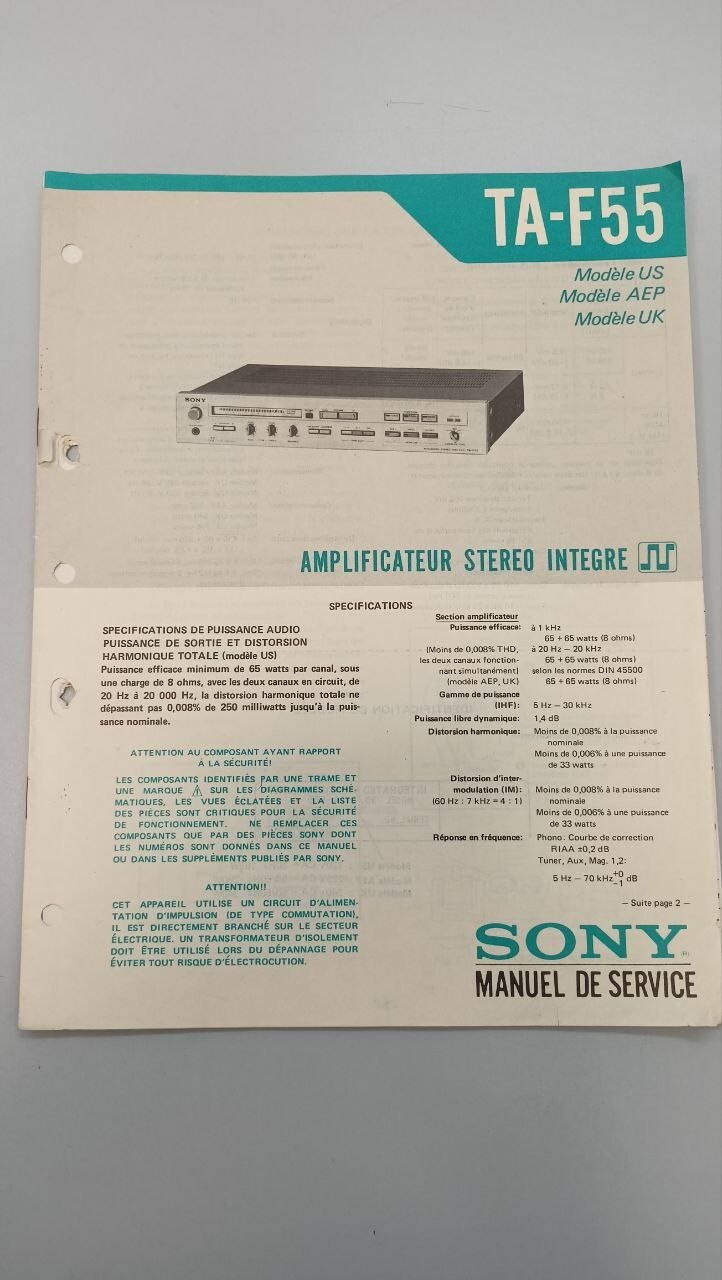 TA-F55
Modèle US
Modèle AEP
Modèle UK
SONY
AMPLIFICATEUR STEREO INTEGRE
SPECIFICATIONS
SPECIFICATIONS DE PUISSANCE AUDIO
PUISSANCE DE SORTIE ET DISTORSION
HARMONIQUE TOTALE (modèle US)
Puissance efficace minimum de 65 watts par canal, sous
une charge de 8 ohms, avec les deux canaux en circuit, de
20 Hz à 20 000 Hz, la distorsion harmonique totale ne
dépassant pas 0,008% de 250 milliwatts jusqu'à la puis-
sance nominale.
ATTENTION AU COMPOSANT AYANT RAPPORT
À LA SÉCURITÉ!
LES COMPOSANTS IDENTIFIÉS PAR UNE TRAME ET
UNE MARQUE ⚠ SUR LES DIAGRAMMES SCHÉ-
MATIQUES, LES VUES ÉCLATÉES ET LA LISTE
DES PIÈCES SONT CRITIQUES POUR LA SÉCURITÉ
DE FONCTIONNEMENT. NE REMPLACER CES
COMPOSANTS QUE PAR DES PIÈCES SONY DONT
LES NUMÉROS SONT DONNÉS DANS CE MANUEL
OU DANS LES SUPPLÉMENTS PUBLIÉS PAR SONY.
ATTENTION!!
CET APPAREIL UTILISE UN CIRCUIT D'ALIMEN-
TATION D'IMPULSION (DE TYPE COMMUTATION),
IL EST DIRECTEMENT BRANCHÉ SUR LE SECTEUR
ÉLECTRIQUE. UN TRANSFORMATEUR D'ISOLEMENT
DOIT ÊTRE UTILISÉ LORS DU DÉPANNAGE POUR
ÉVITER TOUT RISQUE D'ÉLECTROCUTION.
Section amplificateur
Puissance efficace: à 1 kHz
65 + 65 watts (8 ohms)
(Moins de 0,008% THD, à 20 Hz – 20 kHz
les deux canaux fonction- 65 + 65 watts (8 ohms)
nant simultanément) selon les normes DIN 45500
(modèle AEP, UK) 65 + 65 watts (8 ohms)
Gamme de puissance
(IHF): 5 Hz – 30 kHz
Puissance libre dynamique: 1,4 dB
Distorsion harmonique: Moins de 0,008% à la puissance
nominale
Moins de 0,006% à une puissance
de 33 watts
Distorsion d'inter-
modulation (IM): Moins de 0,008% à la puissance
(60 Hz : 7 kHz = 4 : 1) nominale
Moins de 0,006% à une puissance
de 33 watts
Réponse en fréquence: Phono: Courbe de correction
RIAA ±0,2 dB
Tuner, Aux, Mag. 1,2:
5 Hz – 70 kHz +0 -1 dB
– Suite page 2 –
SONY (R)
MANUEL DE SERVICE